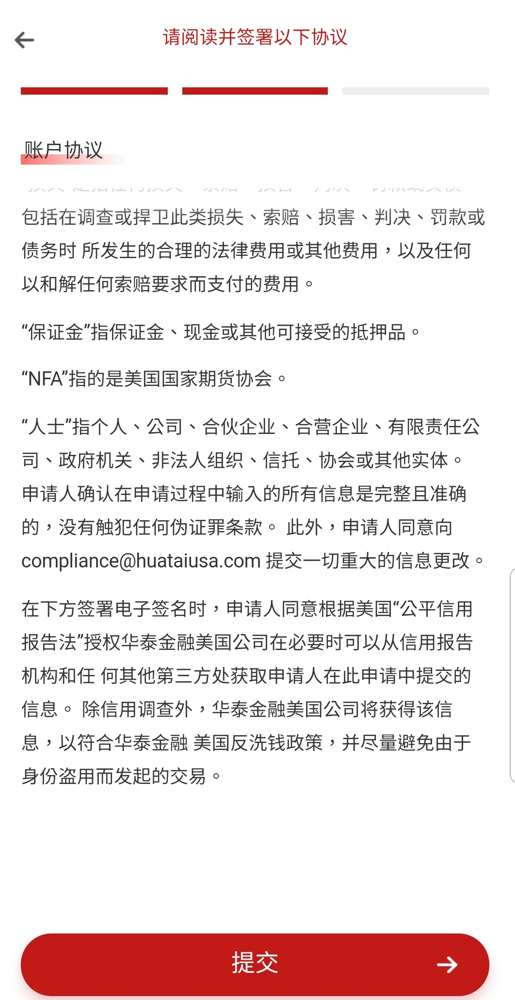 请阅读并签署以下协议
账户协议
包括在调查或捍卫此类损失、索赔、损害、判决、罚款或
债务时 所发生的合理的法律费用或其他费用，以及任何
以和解任何索赔要求而支付的费用。
“保证金”指保证金、现金或其他可接受的抵押品。
“NFA”指的是美国国家期货协会。
“人士”指个人、公司、合伙企业、合营企业、有限责任公
司、政府机关、非法人组织、信托、协会或其他实体。
申请人确认在申请过程中输入的所有信息是完整且准确
的，没有触犯任何伪证罪条款。 此外，申请人同意向
compliance@huataiusa.com 提交一切重大的信息更改。
在下方签署电子签名时，申请人同意根据美国“公平信用
报告法”授权华泰金融美国公司在必要时可以从信用报告
机构和任 何其他第三方处获取申请人在此申请中提交的
信息。 除信用调查外，华泰金融美国公司将获得该信
息，以符合华泰金融 美国反洗钱政策，并尽量避免由于
身份盗用而发起的交易。
提交